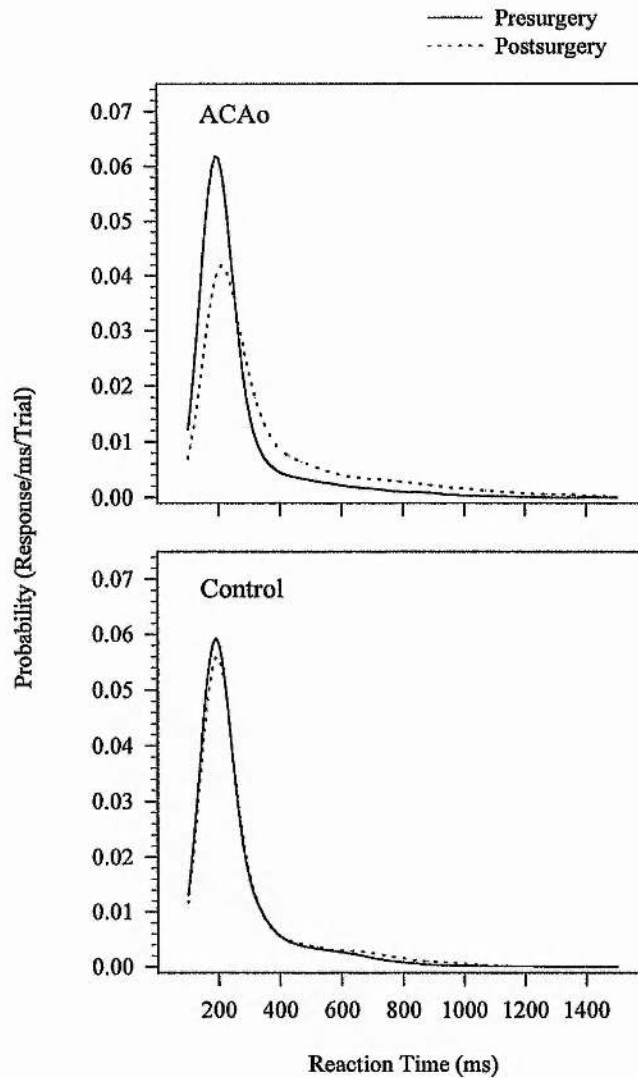 Presurgery
Postsurgery
ACAo
0.07
0.06
0.05
0.04
0.03
0.02
0.01
0.00
Control
0.07
0.06
0.05
0.04
0.03
0.02
0.01
0.00
200 400 600 800 1000 1200 1400
Probability (Response/ms/Trial)
Reaction Time (ms)